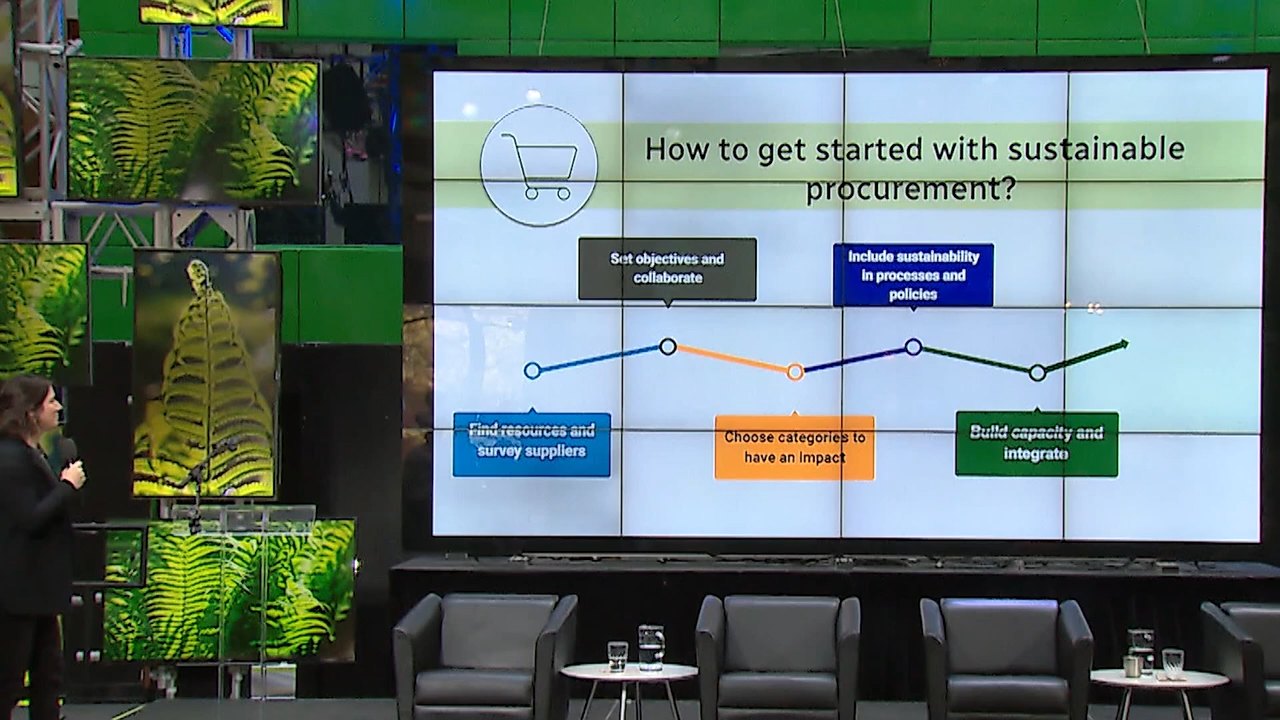 How to get started with sustainable
procurement?
Set objectives and
collaborate
Include sustainability
in processes and
policies
Find resources and
survey suppliers
Choose categories to
have an impact
Build capacity and
integrate